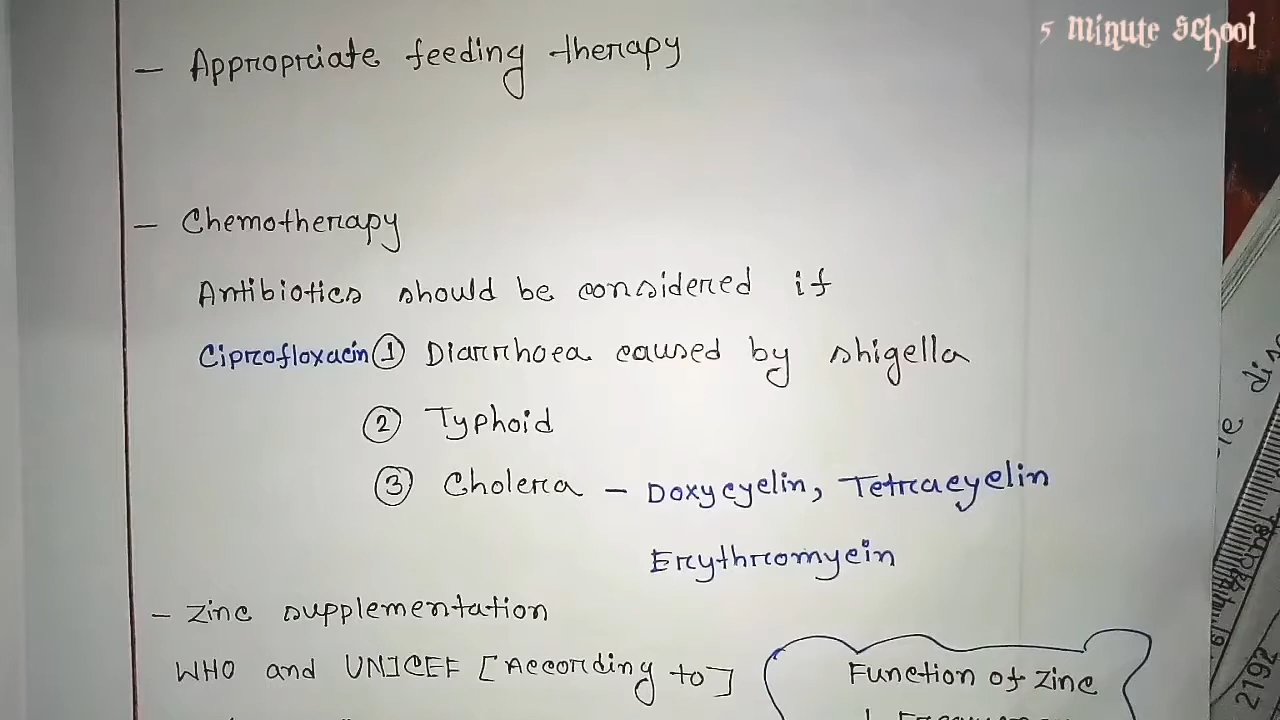 5 Minute School
- Appropriate feeding therapy
- Chemotherapy
Antibiotics should be considered if
Ciprofloxacin ① Diarrhoea caused by shigella
② Typhoid
③ Cholera - Doxycyclin, Tetracyclin
Erythromycin
- Zinc supplementation
WHO and UNICEF [According to]
Function of Zinc
2192